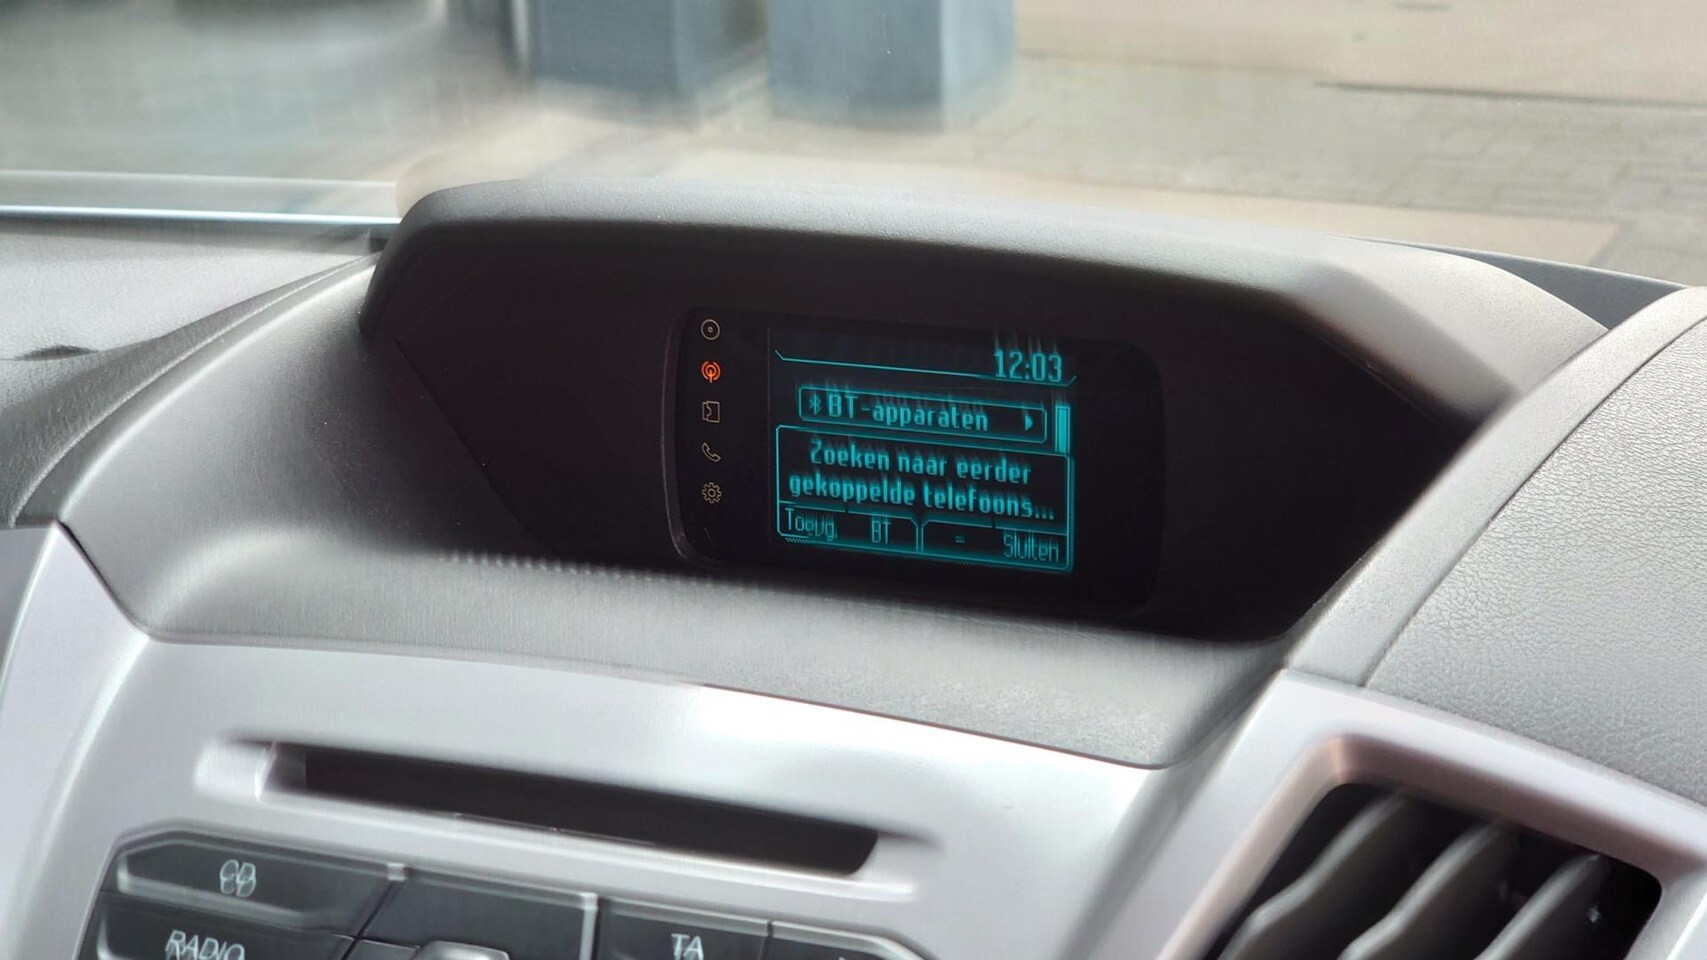 12:03
BT-apparaten
Zoeken naar eerder
gekoppelde telefoons...
Toevg. BT Sluiten
CD
RADIO
TA